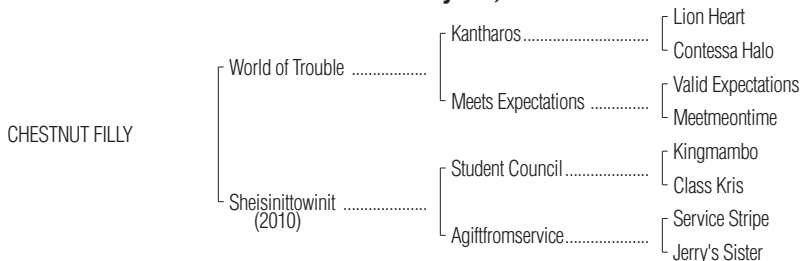 Lion Heart
Kantharos
Contessa Halo
World of Trouble
Valid Expectations
Meets Expectations
Meetmeontime
CHESTNUT FILLY
Kingmambo
Student Council
Class Kris
Sheisinittowinit
(2010)
Service Stripe
Agiftfromservice
Jerry's Sister